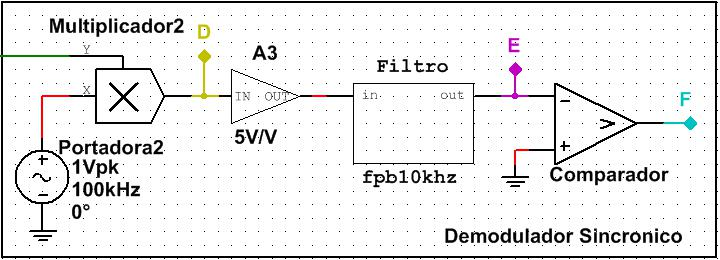 Multiplicador2
D
Y
A3
X
IN OUT
5V/V
Filtro
in out
fpb10khz
E
−
>
+
Comparador
F
Portadora2
+
1Vpk
~
100kHz
−
0°
Demodulador Sincronico